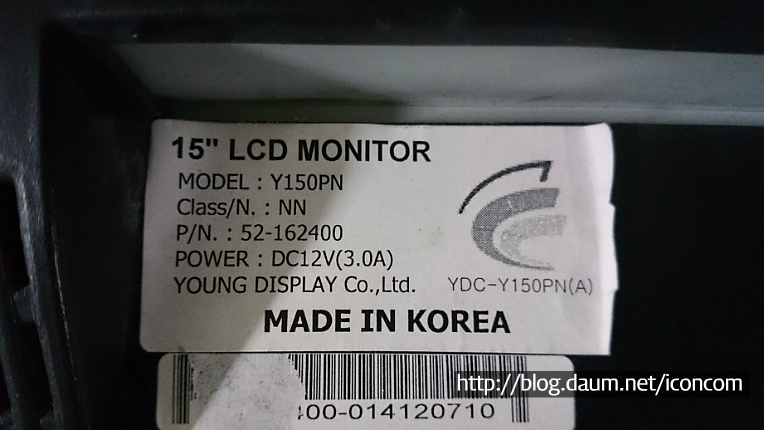 15" LCD MONITOR
MODEL : Y150PN
Class/N. : NN
P/N. : 52-162400
POWER : DC12V(3.0A)
YOUNG DISPLAY Co.,Ltd.
YDC-Y150PN(A)
MADE IN KOREA
00-014120710
http://blog.daum.net/iconcom